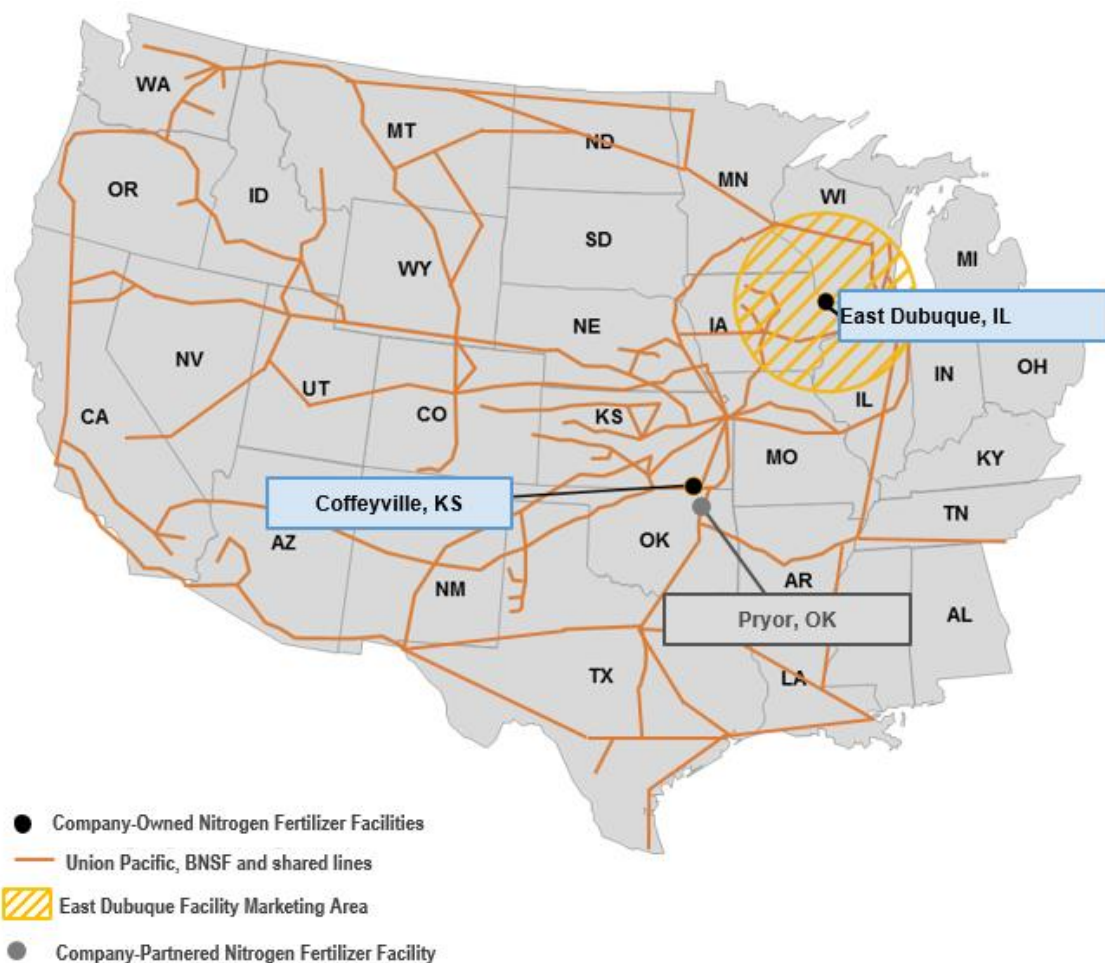 WA
MT
ND
MN
OR
ID
WI
SD
MI
WY
East Dubuque, IL
IA
NE
NV
OH
IN
UT
IL
CO
KS
CA
MO
KY
Coffeyville, KS
TN
AZ
OK
AR
NM
AL
Pryor, OK
TX
LA
Company-Owned Nitrogen Fertilizer Facilities
Union Pacific, BNSF and shared lines
East Dubuque Facility Marketing Area
Company-Partnered Nitrogen Fertilizer Facility